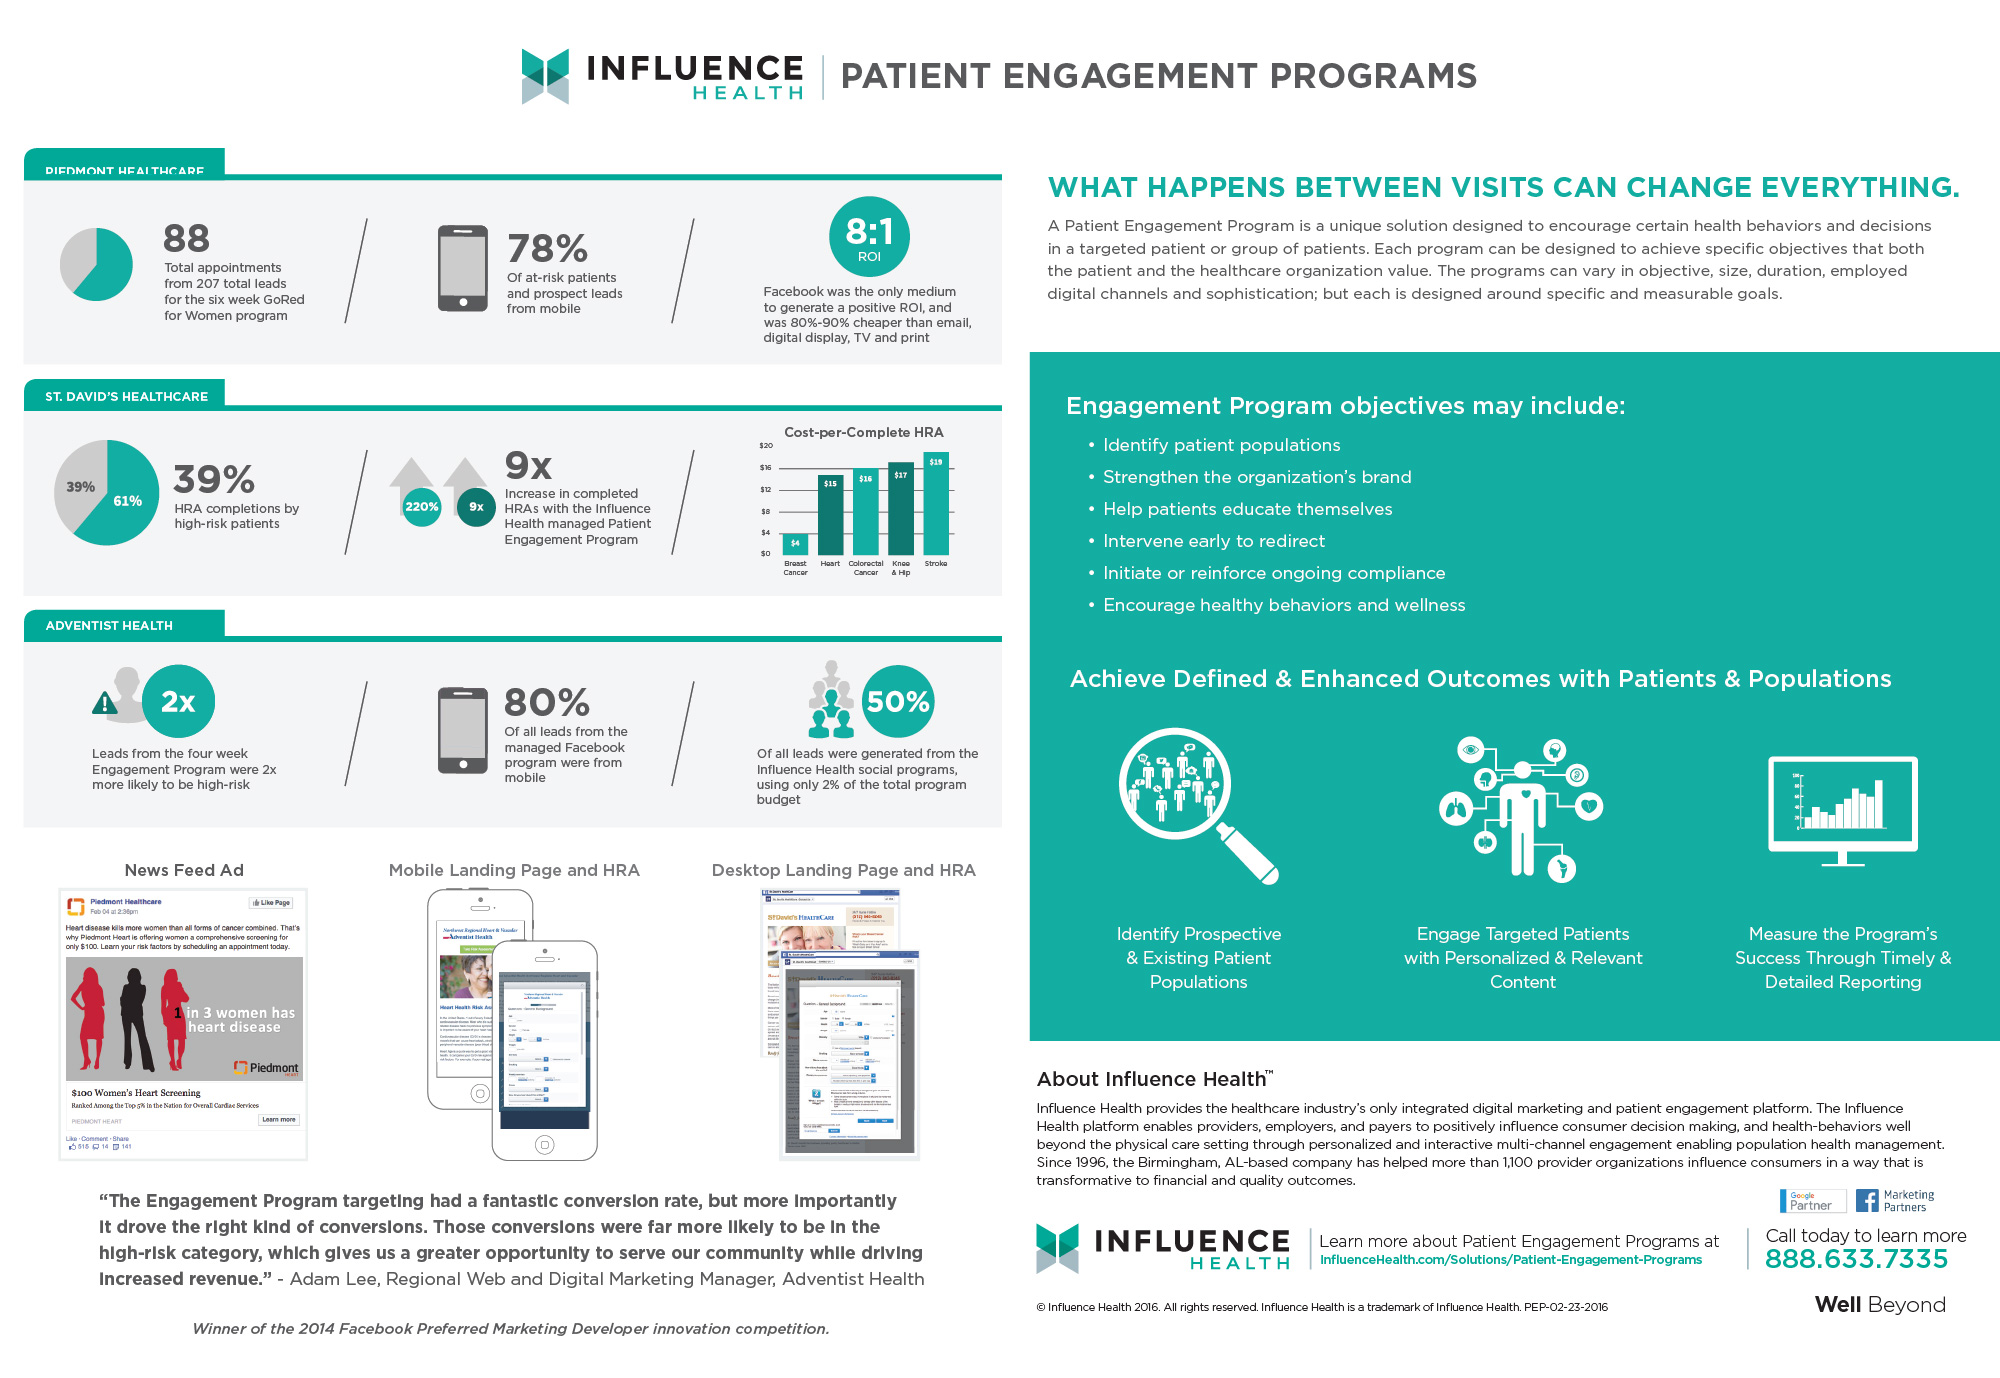 INFLUENCE
HEALTH
PATIENT ENGAGEMENT PROGRAMS
PIEDMONT HEALTHCARE
88
Total appointments
from 207 total leads
for the six week GoRed
for Women program
78%
Of at-risk patients
and prospect leads
from mobile
8:1
ROI
Facebook was the only medium
to generate a positive ROI, and
was 80%-90% cheaper than email,
digital display, TV and print
ST. DAVID'S HEALTHCARE
39%
61%
39%
HRA completions by
high-risk patients
220%
9x
9x
Increase in completed
HRAs with the Influence
Health managed Patient
Engagement Program
Cost-per-Complete HRA
$20
$16
$12
$8
$4
$0
$4
$15
$16
$17
$19
Breast
Cancer
Heart
Colorectal
Cancer
Knee
& Hip
Stroke
ADVENTIST HEALTH
2x
Leads from the four week
Engagement Program were 2x
more likely to be high-risk
80%
Of all leads from the
managed Facebook
program were from
mobile
50%
Of all leads were generated from the
Influence Health social programs,
using only 2% of the total program
budget
News Feed Ad
Piedmont Healthcare
Feb 04 at 2:36pm
Like Page
Heart disease kills more women than all forms of cancer combined. That's
why Piedmont Heart is offering women a comprehensive screening for
only $100. Learn your risk factors by scheduling an appointment today.
1 in 3 women has
heart disease
Piedmont
HEART
$100 Women's Heart Screening
Ranked Among the Top 5% in the Nation for Overall Cardiac Services
PIEDMONT HEART
Learn more
Like · Comment · Share
515 14 141
Mobile Landing Page and HRA
Northwest Regional Heart & Vascular
Adventist Health
Heart Health Risk As
Desktop Landing Page and HRA
ST. DAVID'S HEALTHCARE
"The Engagement Program targeting had a fantastic conversion rate, but more importantly
it drove the right kind of conversions. Those conversions were far more likely to be in the
high-risk category, which gives us a greater opportunity to serve our community while driving
increased revenue." - Adam Lee, Regional Web and Digital Marketing Manager, Adventist Health
Winner of the 2014 Facebook Preferred Marketing Developer innovation competition.
WHAT HAPPENS BETWEEN VISITS CAN CHANGE EVERYTHING.
A Patient Engagement Program is a unique solution designed to encourage certain health behaviors and decisions
in a targeted patient or group of patients. Each program can be designed to achieve specific objectives that both
the patient and the healthcare organization value. The programs can vary in objective, size, duration, employed
digital channels and sophistication; but each is designed around specific and measurable goals.
Engagement Program objectives may include:
• Identify patient populations
• Strengthen the organization's brand
• Help patients educate themselves
• Intervene early to redirect
• Initiate or reinforce ongoing compliance
• Encourage healthy behaviors and wellness
Achieve Defined & Enhanced Outcomes with Patients & Populations
Identify Prospective
& Existing Patient
Populations
Engage Targeted Patients
with Personalized & Relevant
Content
Measure the Program's
Success Through Timely &
Detailed Reporting
About Influence Health™
Influence Health provides the healthcare industry's only integrated digital marketing and patient engagement platform. The Influence
Health platform enables providers, employers, and payers to positively influence consumer decision making, and health-behaviors well
beyond the physical care setting through personalized and interactive multi-channel engagement enabling population health management.
Since 1996, the Birmingham, AL-based company has helped more than 1,100 provider organizations influence consumers in a way that is
transformative to financial and quality outcomes.
Google
Partner
Marketing
Partners
INFLUENCE
HEALTH
Learn more about Patient Engagement Programs at
InfluenceHealth.com/Solutions/Patient-Engagement-Programs
Call today to learn more
888.633.7335
© Influence Health 2016. All rights reserved. Influence Health is a trademark of Influence Health. PEP-02-23-2016
Well Beyond